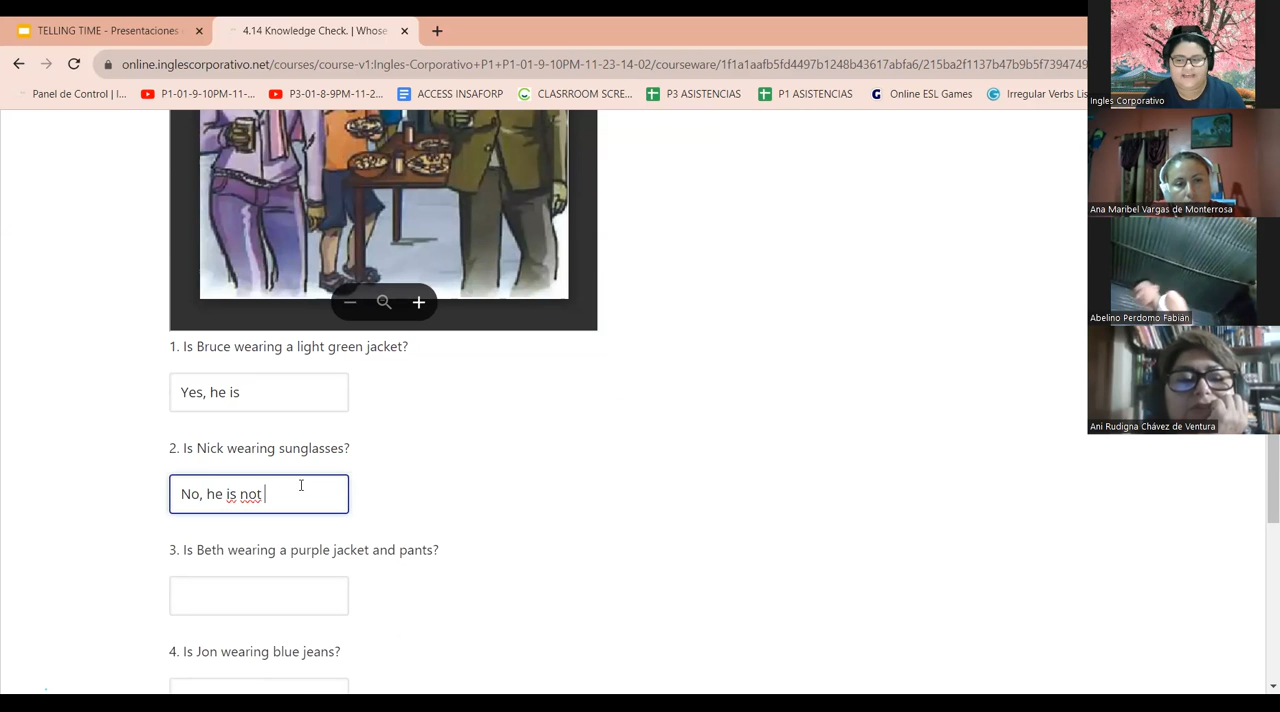 TELLING TIME - Presentaciones
4.14 Knowledge Check. | Whose
online.inglescorporativo.net/courses/course-v1:Ingles-Corporativo+P1+P1-01-9-10PM-11-23-14-02/courseware/1f1a1aafb5fd4497b1248b43617abfa6/215ba2f1137b47b9b5f7394749
Panel de Control | I...
P1-01-9-10PM-11-...
P3-01-8-9PM-11-2...
ACCESS INSAFORP
CLASRROOM SCRE...
P3 ASISTENCIAS
P1 ASISTENCIAS
Online ESL Games
Irregular Verbs Lis
Ingles Corporativo
Ana Maribel Vargas de Monterrosa
Abelino Perdomo Fabián
Ani Rudigna Chávez de Ventura
1. Is Bruce wearing a light green jacket?
Yes, he is
2. Is Nick wearing sunglasses?
No, he is not
3. Is Beth wearing a purple jacket and pants?
4. Is Jon wearing blue jeans?